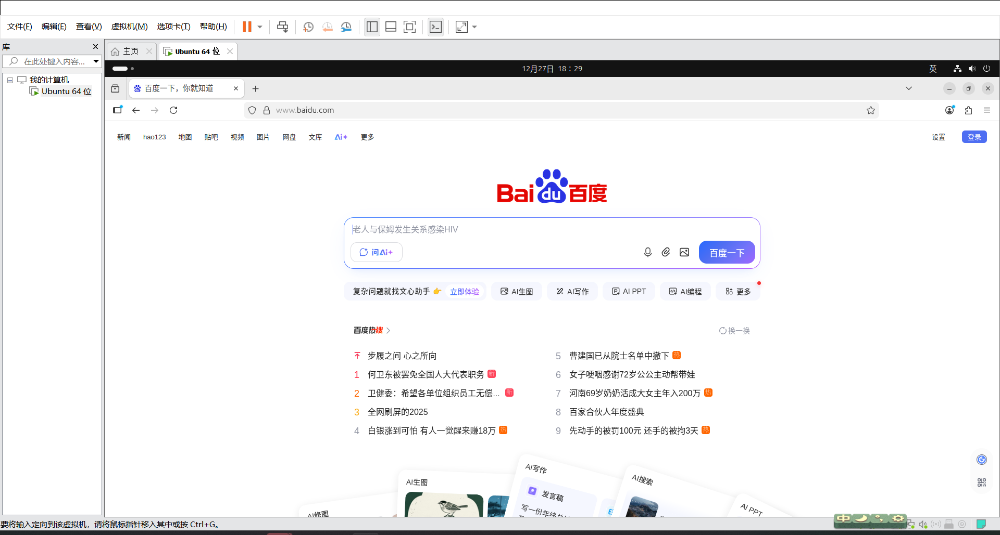 文件(F) 编辑(E) 查看(V) 虚拟机(M) 选项卡(T) 帮助(H)
库
在此处键入内容...
我的计算机
Ubuntu 64 位
主页
Ubuntu 64 位
12月27日 18：29
英
百度一下，你就知道
www.baidu.com
新闻 hao123 地图 贴吧 视频 图片 网盘 文库 Ai+ 更多
设置 登录
Bai du 百度
老人与保姆发生关系感染HIV
问Ai+
百度一下
复杂问题就找文心助手 立即体验
AI生图
AI写作
AI PPT
AI编程
更多
百度热搜
换一换
步履之间 心之所向
1 何卫东被罢免全国人大代表职务 新
2 卫健委：希望各单位组织员工无偿... 新
3 全网刷屏的2025
4 白银涨到可怕 有人一觉醒来赚18万 热
5 曹建国已从院士名单中撤下 热
6 女子哽咽感谢72岁公公主动帮带娃
7 河南69岁奶奶活成大女主年入200万 热
8 百家合伙人年度盛典
9 先动手的被罚100元 还手的被拘3天 热
AI修图
AI生图
AI写作
发言稿
写一份年终总结
AI搜索
AI PPT
要将输入定向到该虚拟机，请将鼠标指针移入其中或按 Ctrl+G。
中